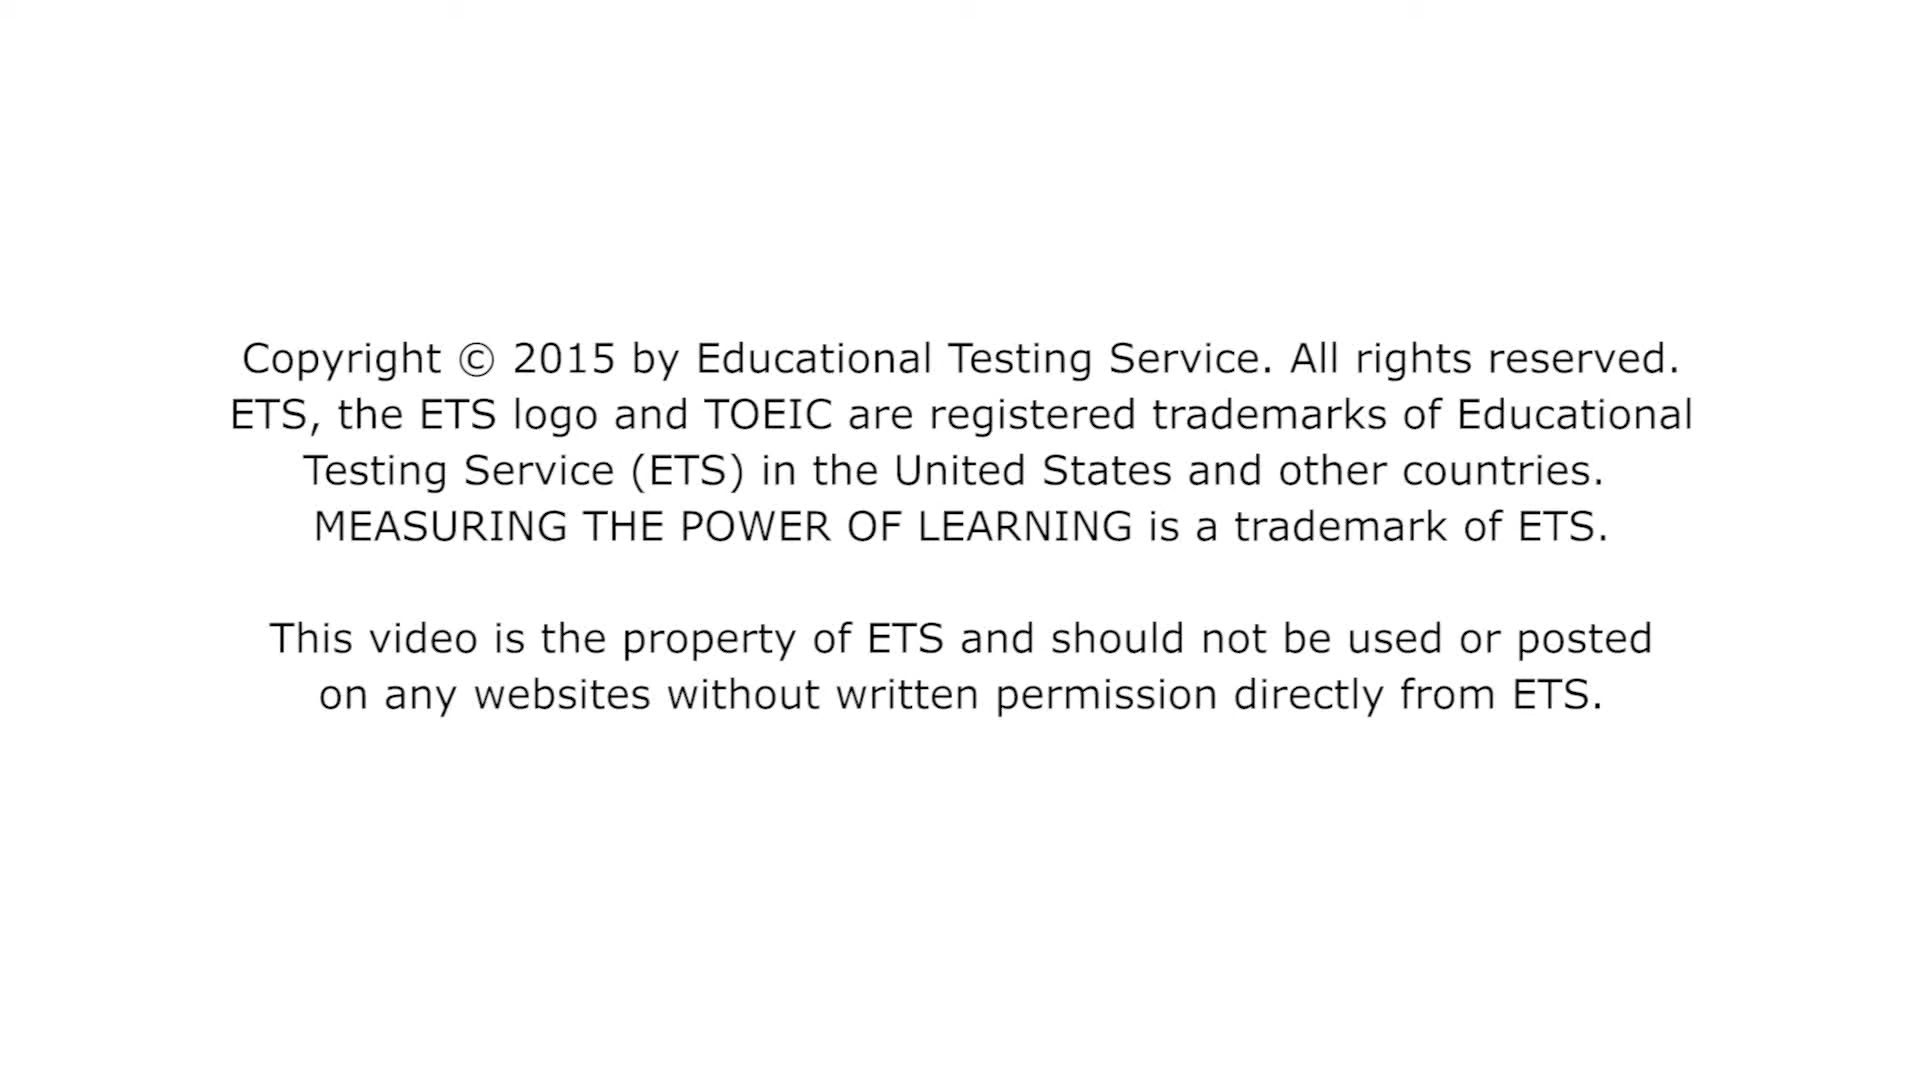 Copyright © 2015 by Educational Testing Service. All rights reserved.
ETS, the ETS logo and TOEIC are registered trademarks of Educational
Testing Service (ETS) in the United States and other countries.
MEASURING THE POWER OF LEARNING is a trademark of ETS.
This video is the property of ETS and should not be used or posted
on any websites without written permission directly from ETS.